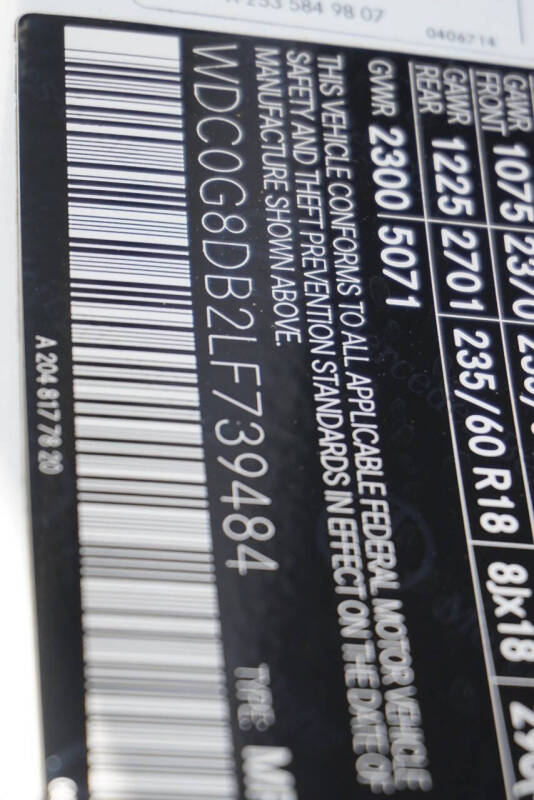 A 253 584 98 07
0406714
GAWR FRONT 1075
GAWR REAR 1225 2701 235/60 R18 8Jx18
GVWR 2300 5071
THIS VEHICLE CONFORMS TO ALL APPLICABLE FEDERAL MOTOR VEHICLE
SAFETY AND THEFT PREVENTION STANDARDS IN EFFECT ON THE DATE OF
MANUFACTURE SHOWN ABOVE.
WDC0G8DB2LF739484 TYPE:
A 204 817 78 20